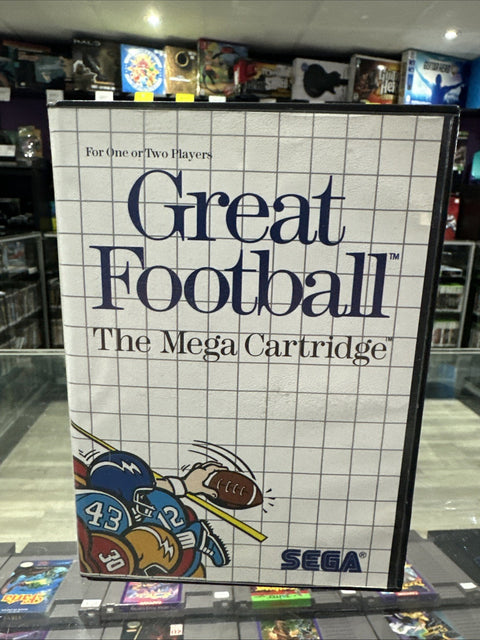 For One or Two Players
Great
Football™
The Mega Cartridge™
43
12
30
SEGA®